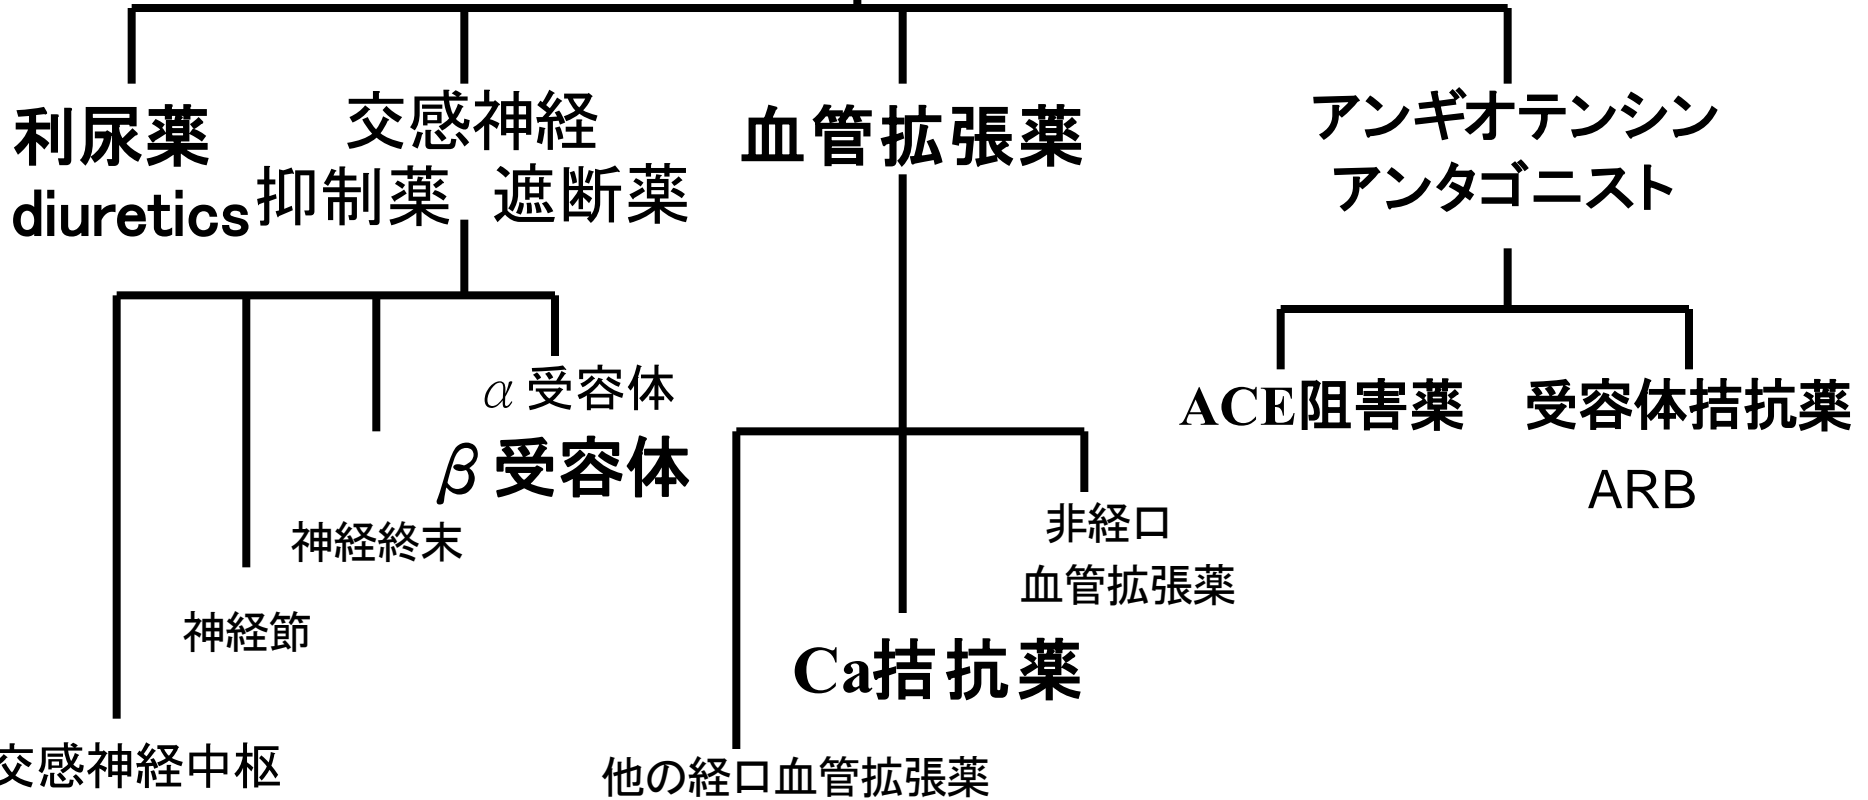 利尿薬
diuretics
交感神経
抑制薬 遮断薬
血管拡張薬
アンギオテンシン
アンタゴニスト
α受容体
β受容体
神経終末
神経節
交感神経中枢
非経口
血管拡張薬
Ca拮抗薬
他の経口血管拡張薬
ACE阻害薬
受容体拮抗薬
ARB